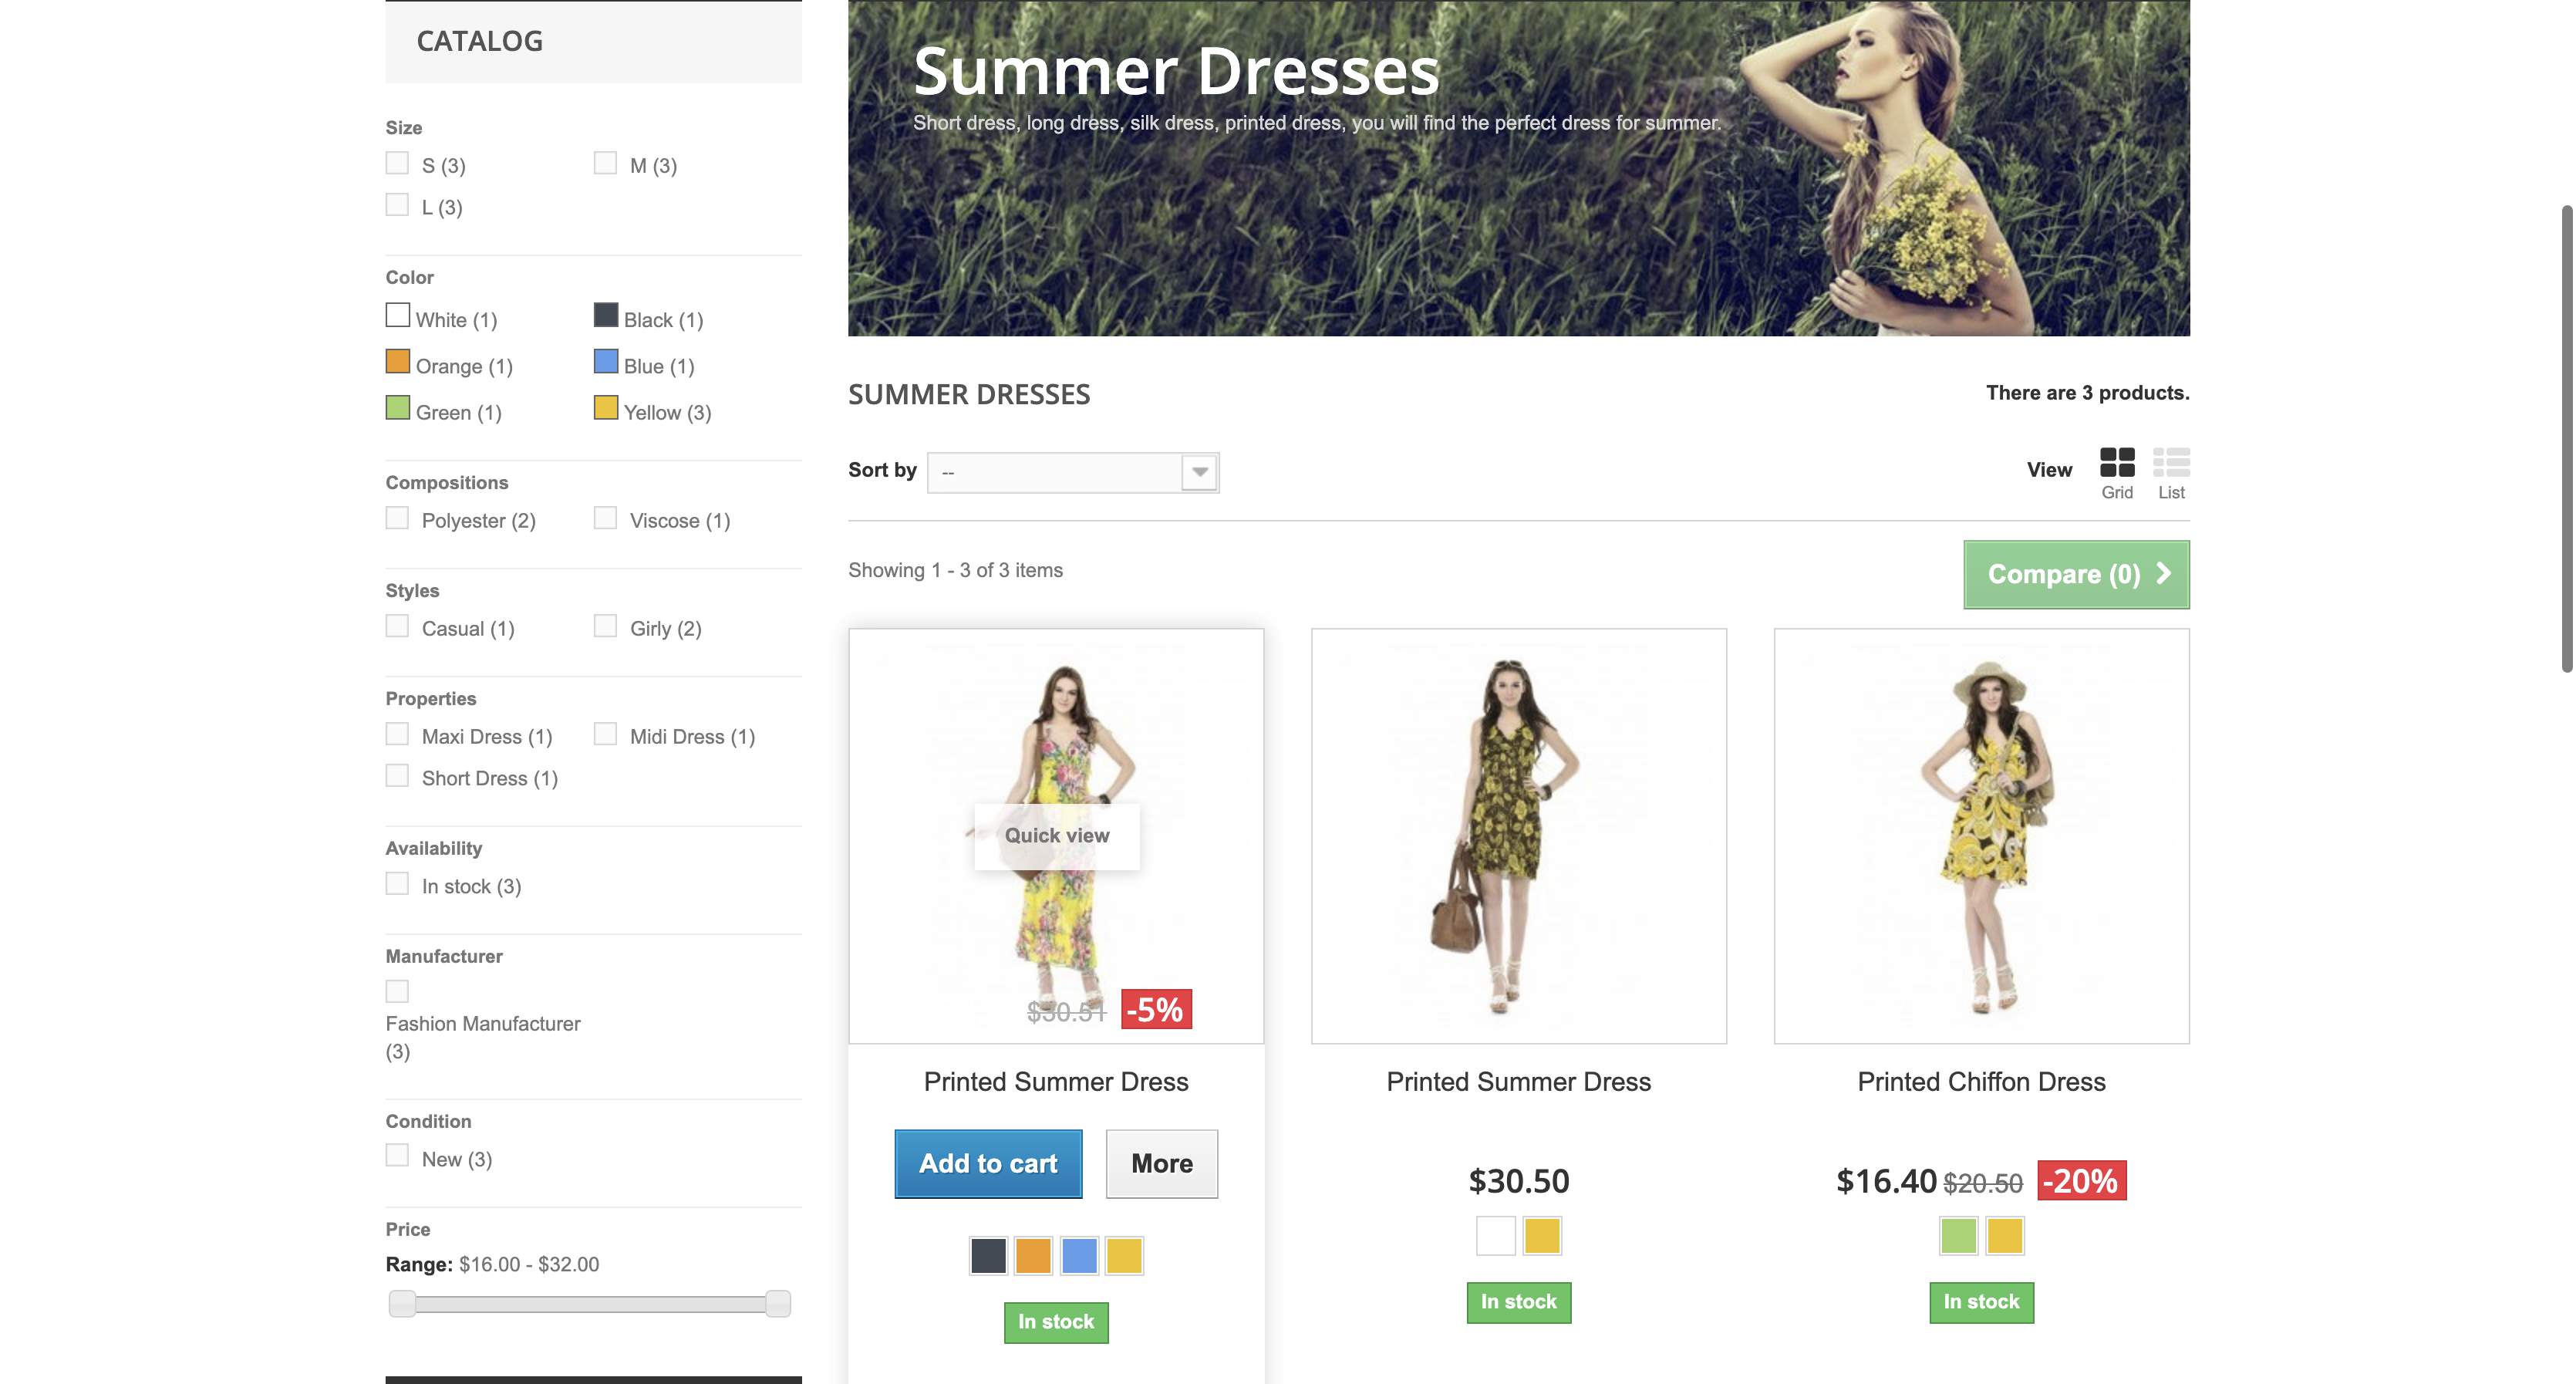 CATALOG
Size
S (3)
M (3)
L (3)
Color
White (1)
Black (1)
Orange (1)
Blue (1)
Green (1)
Yellow (3)
Compositions
Polyester (2)
Viscose (1)
Styles
Casual (1)
Girly (2)
Properties
Maxi Dress (1)
Midi Dress (1)
Short Dress (1)
Availability
In stock (3)
Manufacturer
Fashion Manufacturer
(3)
Condition
New (3)
Price
Range: $16.00 - $32.00
Summer Dresses
Short dress, long dress, silk dress, printed dress, you will find the perfect dress for summer.
SUMMER DRESSES
There are 3 products.
Sort by
--
View
Grid
List
Showing 1 - 3 of 3 items
Compare (0)
Quick view
$30.51 -5%
Printed Summer Dress
Add to cart
More
In stock
Printed Summer Dress
$30.50
In stock
Printed Chiffon Dress
$16.40 $20.50 -20%
In stock